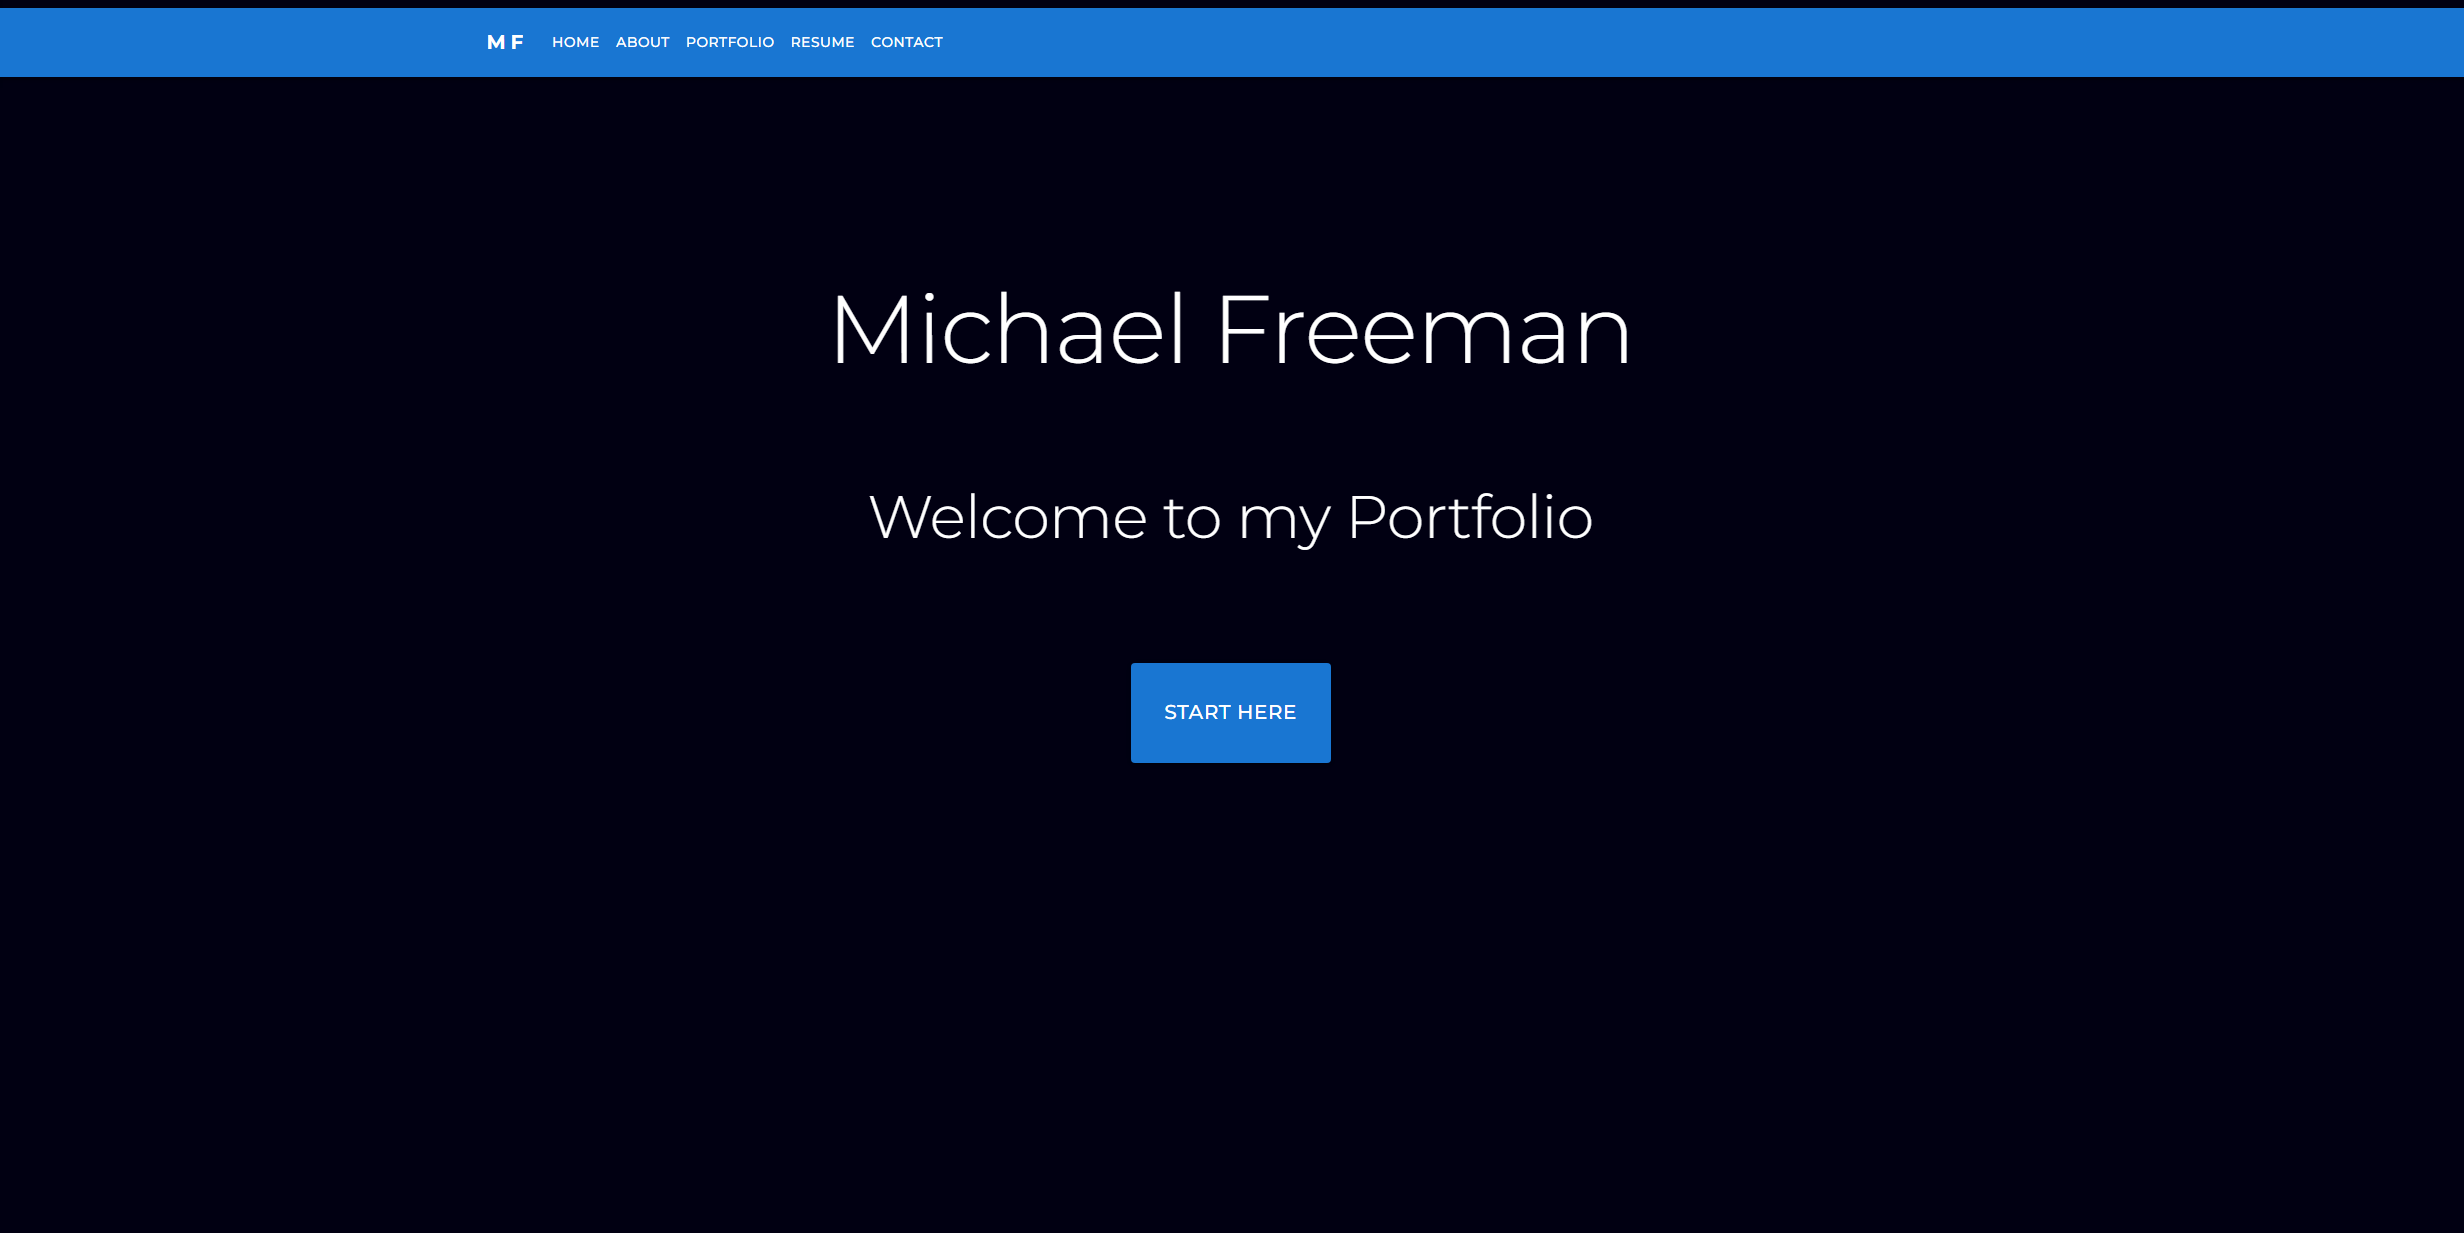 M F HOME ABOUT PORTFOLIO RESUME CONTACT
Michael Freeman
Welcome to my Portfolio
START HERE